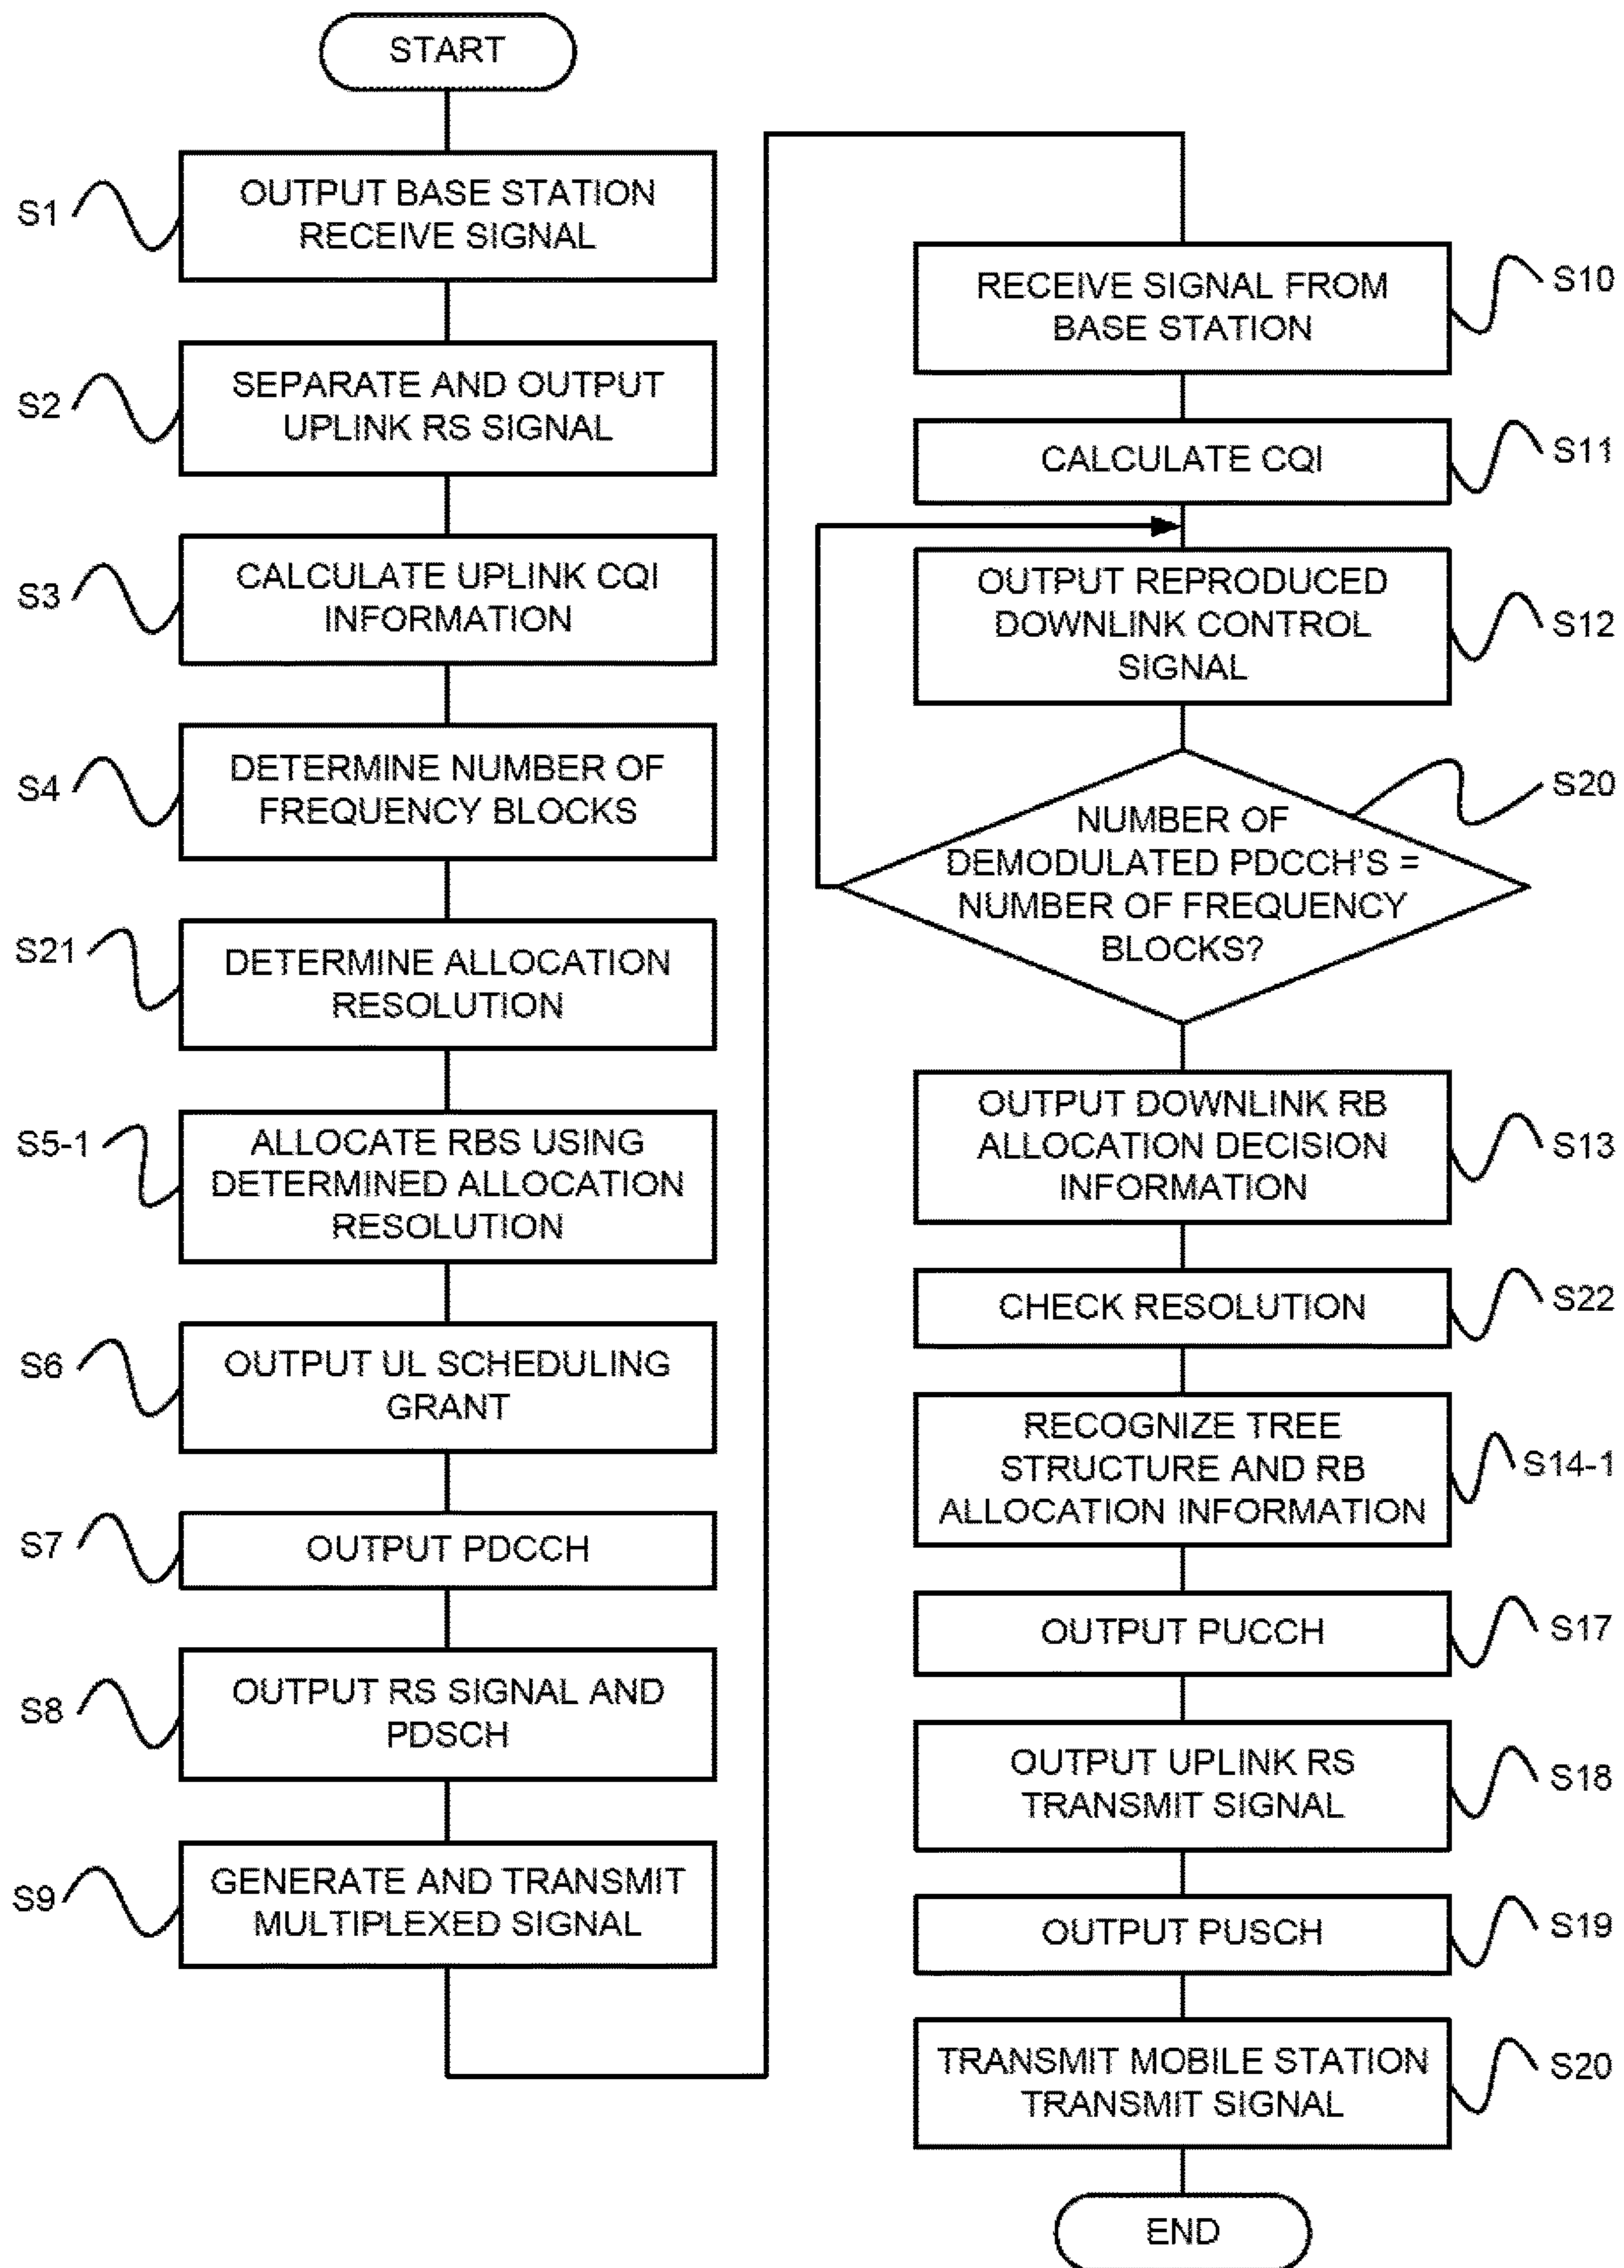 START
S1
OUTPUT BASE STATION
RECEIVE SIGNAL
S2
SEPARATE AND OUTPUT
UPLINK RS SIGNAL
S3
CALCULATE UPLINK CQI
INFORMATION
S4
DETERMINE NUMBER OF
FREQUENCY BLOCKS
S21
DETERMINE ALLOCATION
RESOLUTION
S5-1
ALLOCATE RBS USING
DETERMINED ALLOCATION
RESOLUTION
S6
OUTPUT UL SCHEDULING
GRANT
S7
OUTPUT PDCCH
S8
OUTPUT RS SIGNAL AND
PDSCH
S9
GENERATE AND TRANSMIT
MULTIPLEXED SIGNAL
RECEIVE SIGNAL FROM
BASE STATION
S10
CALCULATE CQI
S11
OUTPUT REPRODUCED
DOWNLINK CONTROL
SIGNAL
S12
NUMBER OF
DEMODULATED PDCCH'S =
NUMBER OF FREQUENCY
BLOCKS?
S20
OUTPUT DOWNLINK RB
ALLOCATION DECISION
INFORMATION
S13
CHECK RESOLUTION
S22
RECOGNIZE TREE
STRUCTURE AND RB
ALLOCATION INFORMATION
S14-1
OUTPUT PUCCH
S17
OUTPUT UPLINK RS
TRANSMIT SIGNAL
S18
OUTPUT PUSCH
S19
TRANSMIT MOBILE STATION
TRANSMIT SIGNAL
S20
END